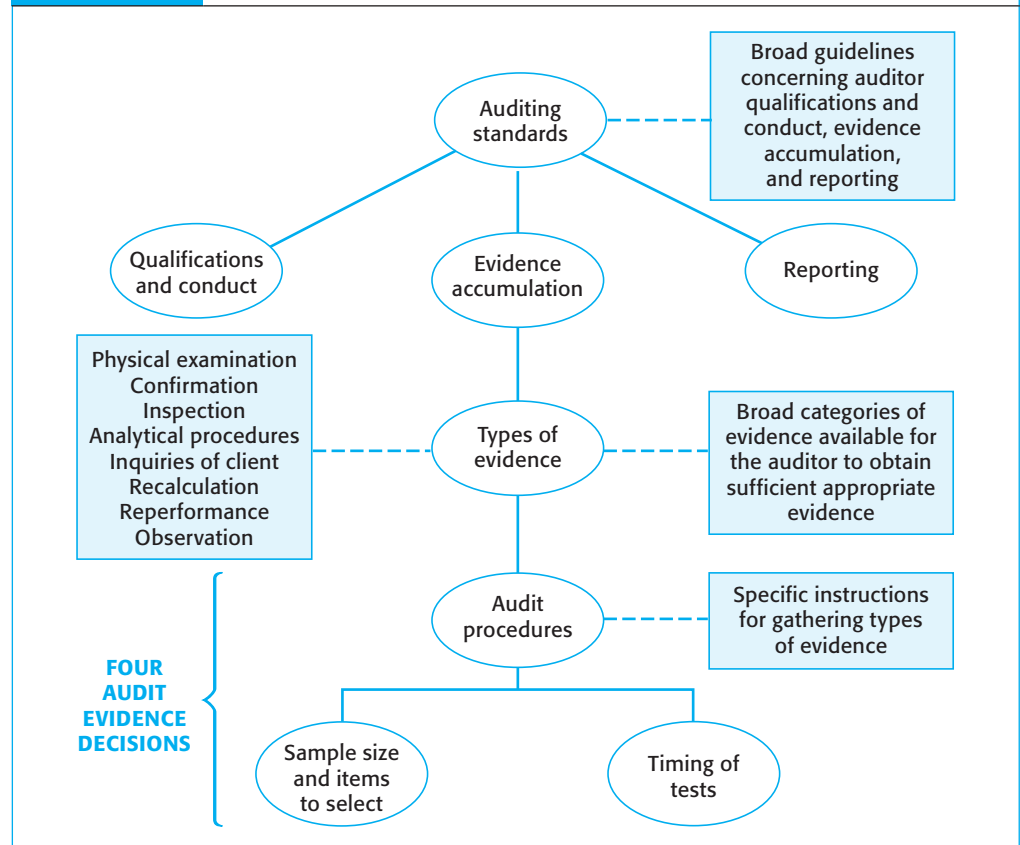 Auditing
standards
Broad guidelines
concerning auditor
qualifications and
conduct, evidence
accumulation,
and reporting
Qualifications
and conduct
Evidence
accumulation
Reporting
Physical examination
Confirmation
Inspection
Analytical procedures
Inquiries of client
Recalculation
Reperformance
Observation
Types of
evidence
Broad categories of
evidence available for
the auditor to obtain
sufficient appropriate
evidence
Audit
procedures
Specific instructions
for gathering types
of evidence
FOUR
AUDIT
EVIDENCE
DECISIONS
Sample size
and items
to select
Timing of
tests